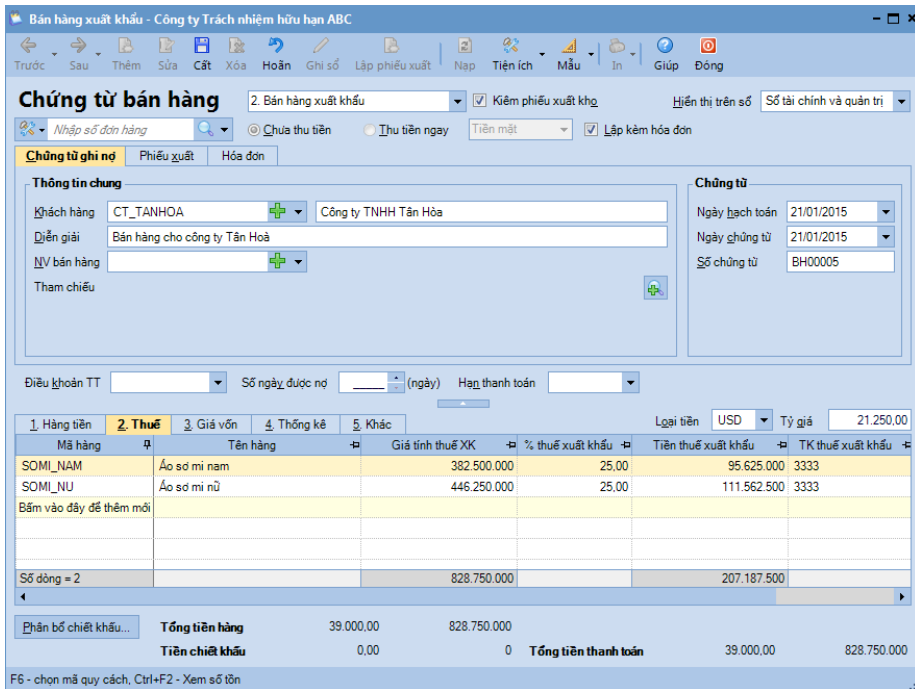 Bán hàng xuất khẩu - Công ty Trách nhiệm hữu hạn ABC
Trước Sau Thêm Sửa Cất Xóa Hoãn Ghi sổ Lập phiếu xuất Nạp Tiện ích Mẫu In Giúp Đóng
Chứng từ bán hàng 2. Bán hàng xuất khẩu Kiêm phiếu xuất kho Hiển thị trên sổ Sổ tài chính và quản trị
Nhập số đơn hàng Chưa thu tiền Thu tiền ngay Tiền mặt Lập kèm hóa đơn
Chứng từ ghi nợ Phiếu xuất Hóa đơn
Thông tin chung Chứng từ
Khách hàng CT_TANHOA Công ty TNHH Tân Hòa Ngày hạch toán 21/01/2015
Diễn giải Bán hàng cho công ty Tân Hoà Ngày chứng từ 21/01/2015
NV bán hàng Số chứng từ BH00005
Tham chiếu
Điều khoản TT Số ngày được nợ (ngày) Hạn thanh toán
1. Hàng tiền 2. Thuế 3. Giá vốn 4. Thống kê 5. Khác Loại tiền USD Tỷ giá 21.250,00
Mã hàng Tên hàng Giá tính thuế XK % thuế xuất khẩu Tiền thuế xuất khẩu TK thuế xuất khẩu
SOMI_NAM Áo sơ mi nam 382.500.000 25,00 95.625.000 3333
SOMI_NU Áo sơ mi nữ 446.250.000 25,00 111.562.500 3333
Bấm vào đây để thêm mới
Số dòng = 2 828.750.000 207.187.500
Phân bổ chiết khấu... Tổng tiền hàng 39.000,00 828.750.000
Tiền chiết khấu 0,00 0 Tổng tiền thanh toán 39.000,00 828.750.000
F6 - chọn mã quy cách, Ctrl+F2 - Xem số tồn